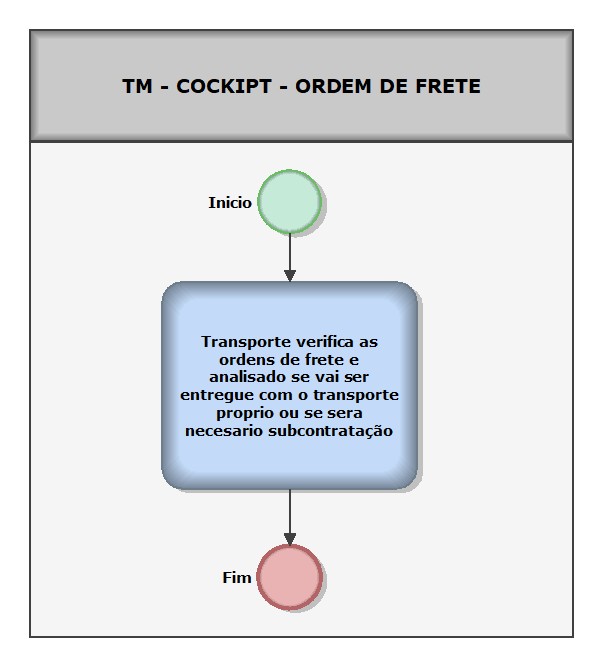 TM - COCKIPT - ORDEM DE FRETE
Inicio
Transporte verifica as
ordens de frete e
analisado se vai ser
entregue com o transporte
proprio ou se sera
necesario subcontratação
Fim